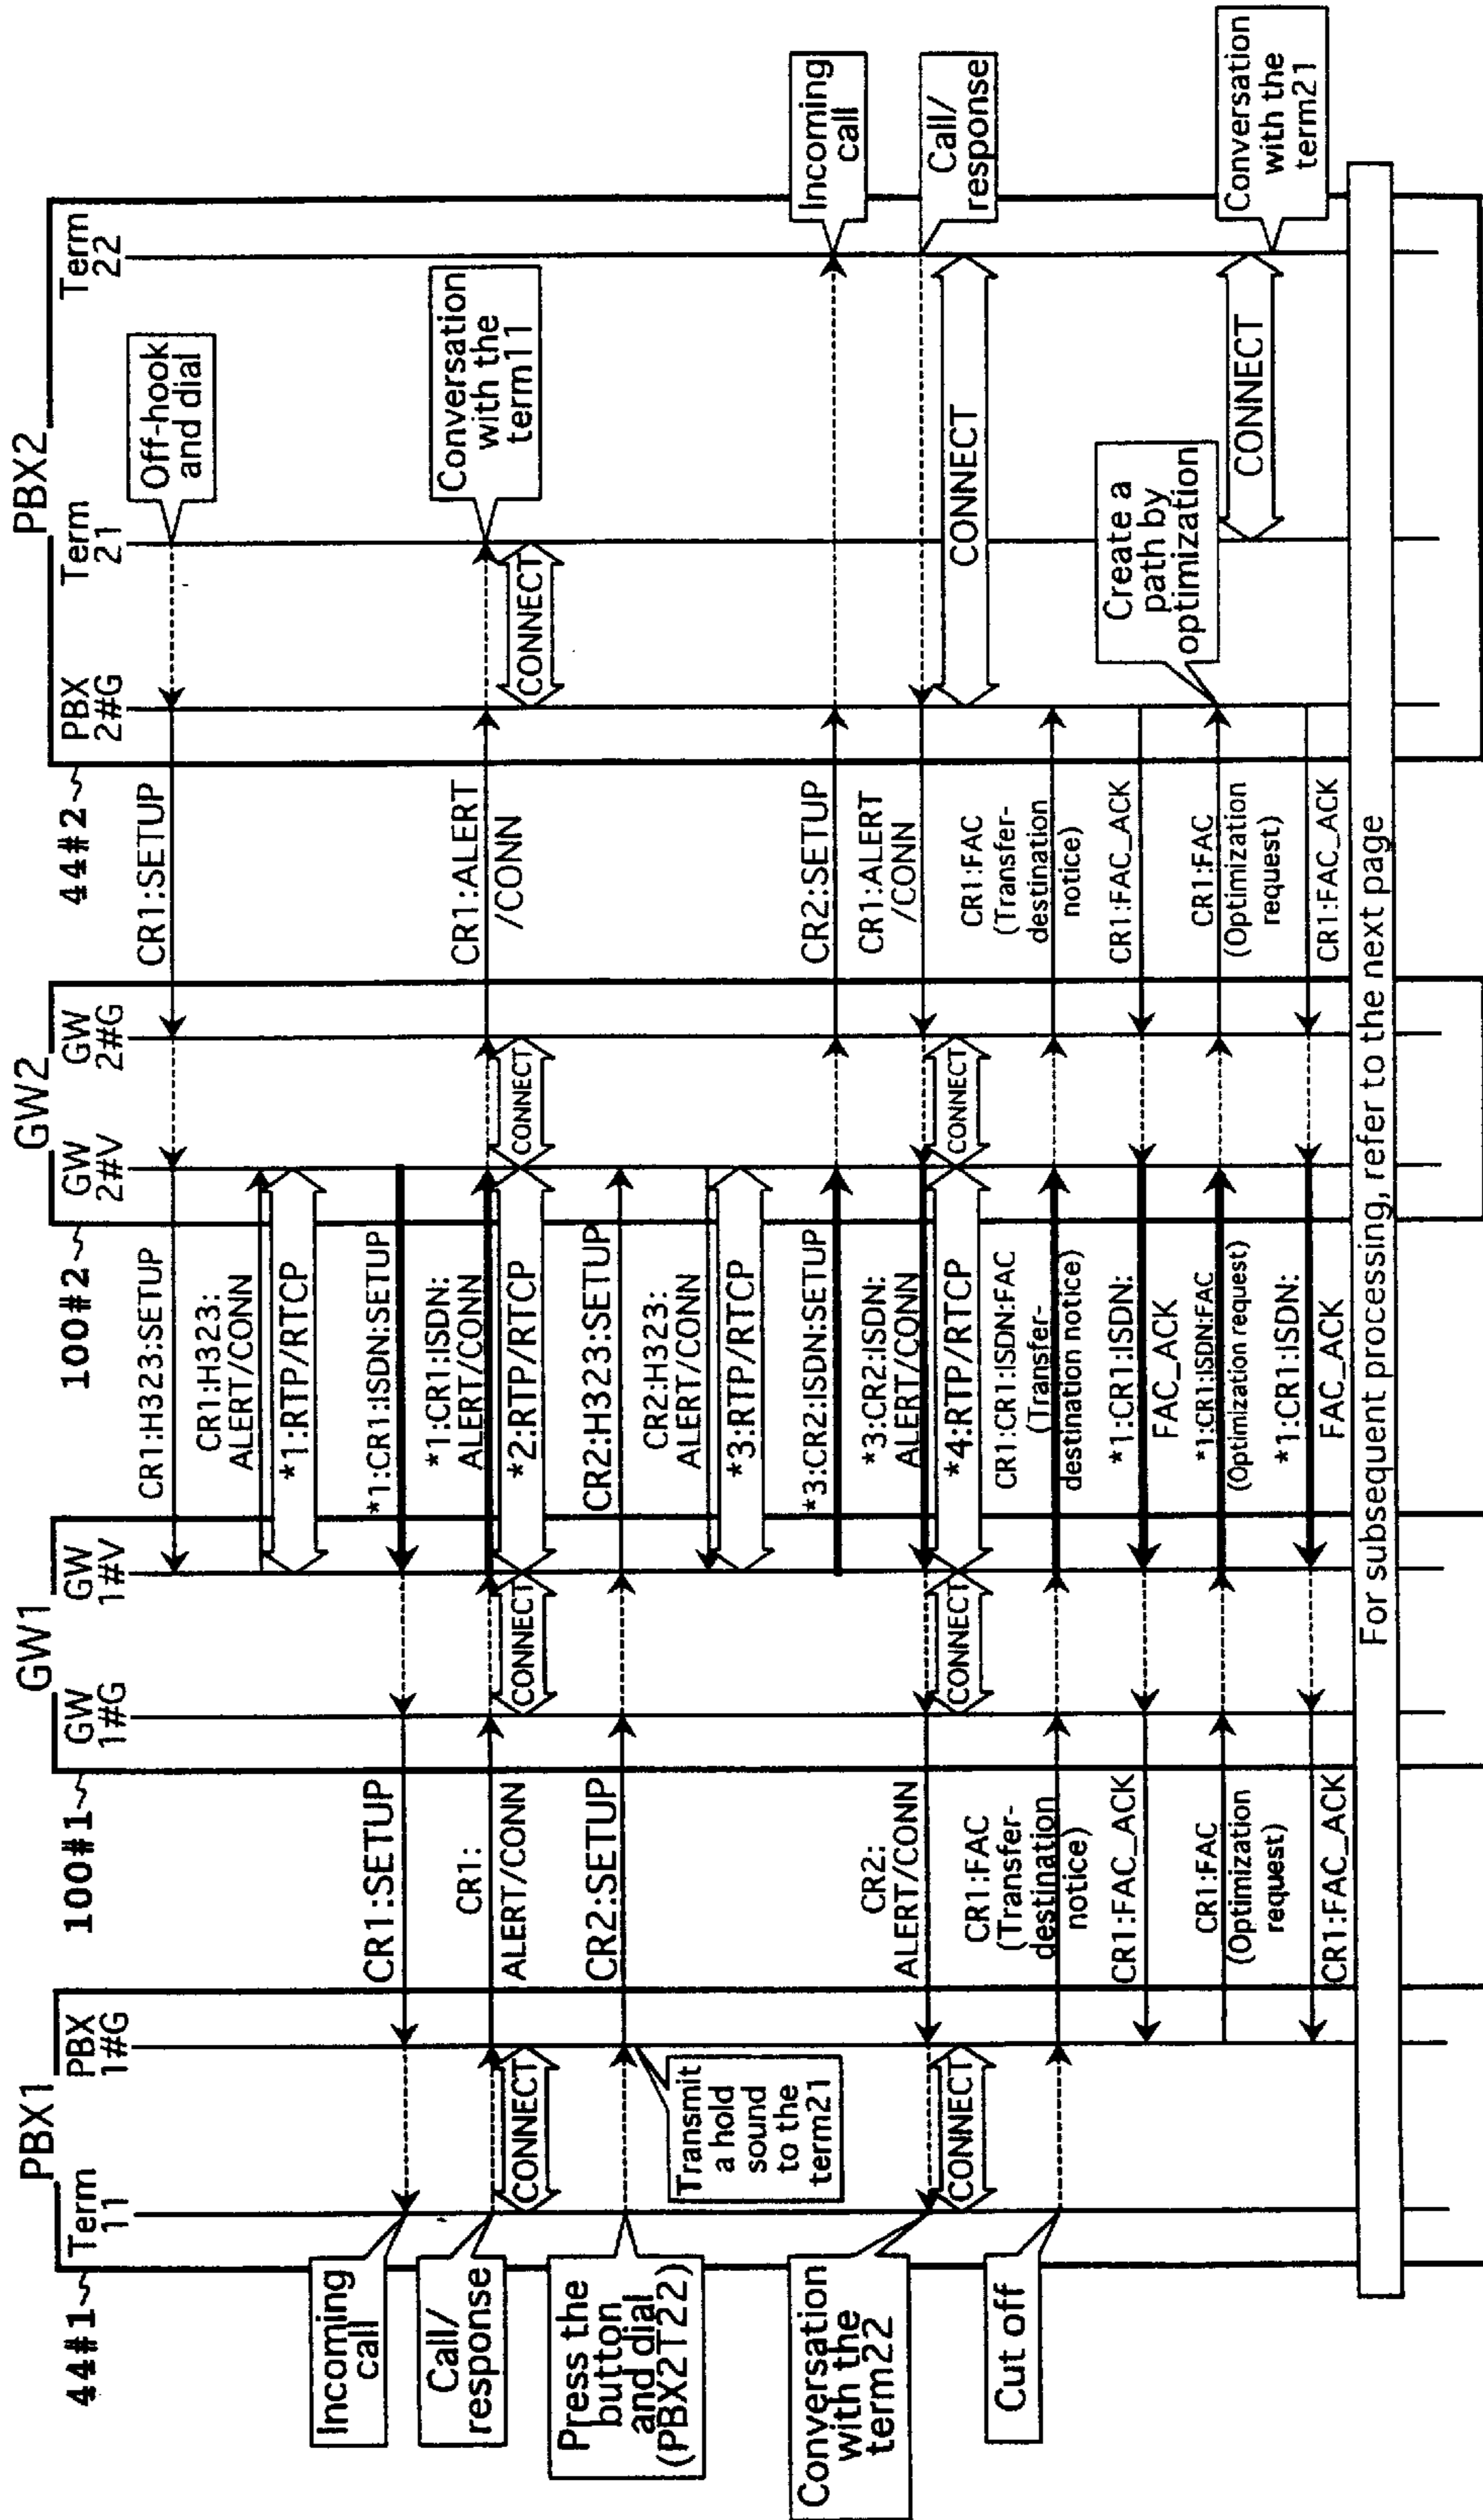 PBX1
GW1
GW2
PBX2
44#1
100#1
100#2
44#2
Term
11
PBX
1#G
GW
1#G
GW
1#V
GW
2#V
GW
2#G
PBX
2#G
Term
21
Term
22
Off-hook
and dial
CR1:SETUP
CR1:H323:SETUP
CR1:H323:
ALERT/CONN
*1:RTP/RTCP
*1:CR1:ISDN:SETUP
CR1:SETUP
Incoming
call
Call/
response
CR1:
ALERT/CONN
*1:CR1:ISDN:
ALERT/CONN
CR1:ALERT
/CONN
Conversation
with the
term11
CONNECT
CONNECT
*2:RTP/RTCP
CONNECT
CONNECT
Press the
button
and dial
(PBX2T22)
CR2:SETUP
CR2:H323:SETUP
Transmit
a hold
sound
to the
term21
CR2:H323:
ALERT/CONN
*3:RTP/RTCP
*3:CR2:ISDN:SETUP
CR2:SETUP
Incoming
call
Call/
response
CR1:ALERT
/CONN
*3:CR2:ISDN:
ALERT/CONN
CR2:
ALERT/CONN
Conversation
with the
term22
CONNECT
CONNECT
*4:RTP/RTCP
CONNECT
CONNECT
Cut off
CR1:FAC
(Transfer-
destination
notice)
CR1:CR1:ISDN:FAC
(Transfer-
destination notice)
CR1:FAC
(Transfer-
destination
notice)
CR1:FAC_ACK
*1:CR1:ISDN:
FAC_ACK
CR1:FAC_ACK
CR1:FAC
(Optimization
request)
*1:CR1:ISDN:FAC
(Optimization request)
CR1:FAC
(Optimization
request)
Create a
path by
optimization
CONNECT
Conversation
with the
term21
CR1:FAC_ACK
*1:CR1:ISDN:
FAC_ACK
CR1:FAC_ACK
For subsequent processing, refer to the next page